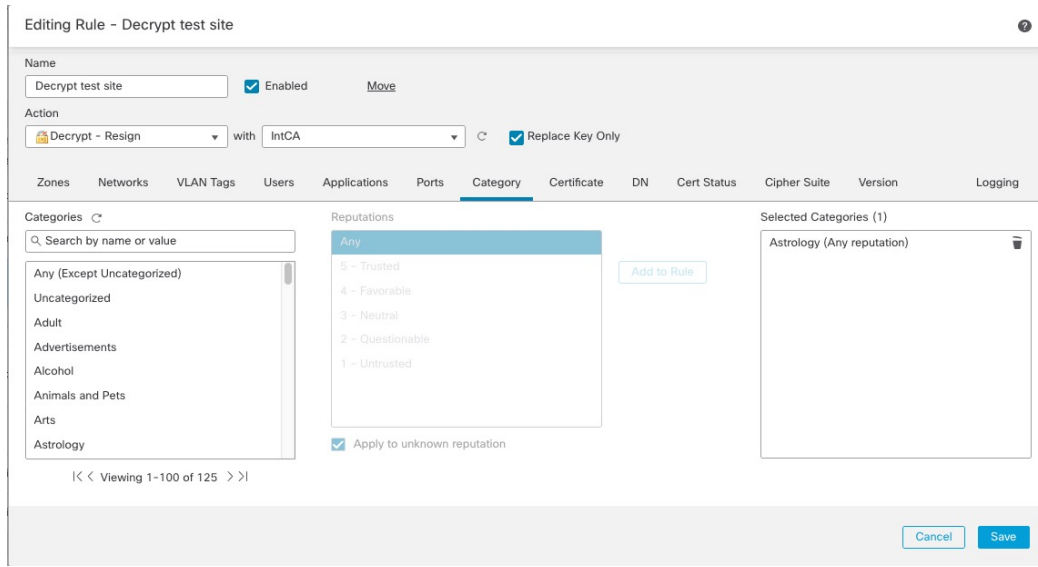 Editing Rule - Decrypt test site
?
Name
Decrypt test site
Enabled
Move
Action
Decrypt - Resign
with
IntCA
Replace Key Only
Zones Networks VLAN Tags Users Applications Ports Category Certificate DN Cert Status Cipher Suite Version Logging
Categories
Search by name or value
Any (Except Uncategorized)
Uncategorized
Adult
Advertisements
Alcohol
Animals and Pets
Arts
Astrology
Viewing 1-100 of 125
Reputations
Any
5 - Trusted
4 - Favorable
3 - Neutral
2 - Questionable
1 - Untrusted
Apply to unknown reputation
Add to Rule
Selected Categories (1)
Astrology (Any reputation)
Cancel
Save